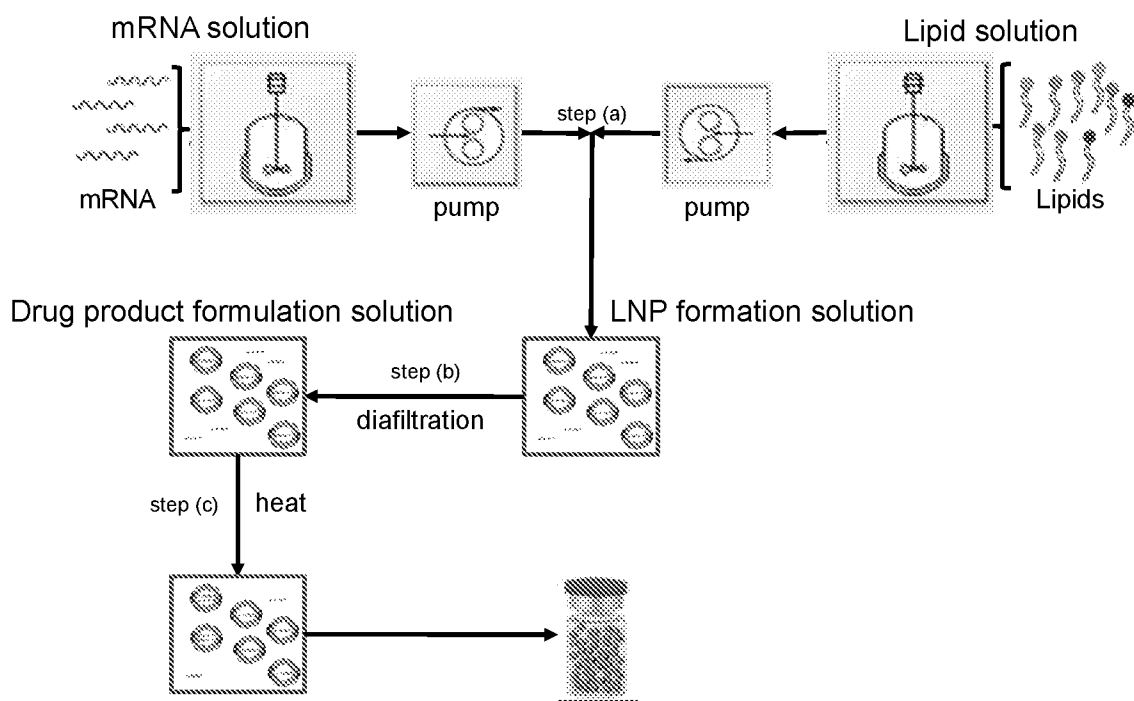 mRNA solution
Lipid solution
step (a)
mRNA
pump
pump
Lipids
Drug product formulation solution
LNP formation solution
step (b)
diafiltration
step (c)
heat